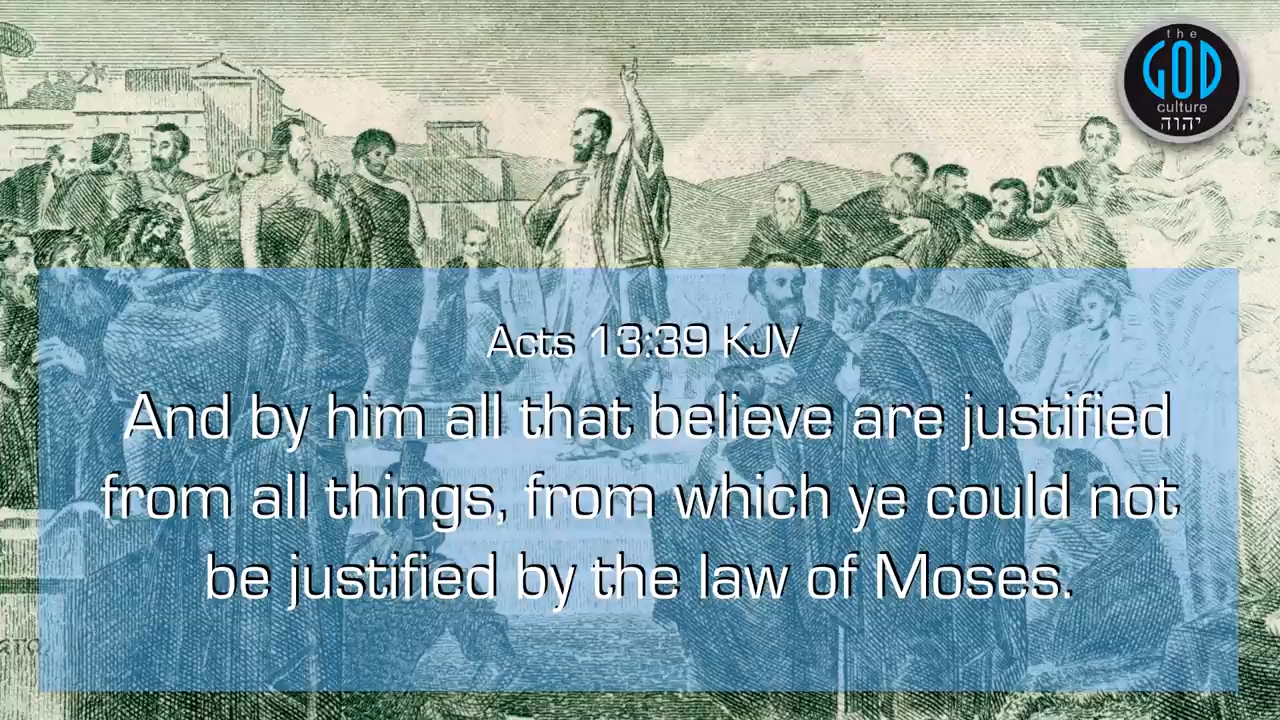 the
GOD
culture
יהוה
Acts 13:39 KJV
And by him all that believe are justified
from all things, from which ye could not
be justified by the law of Moses.